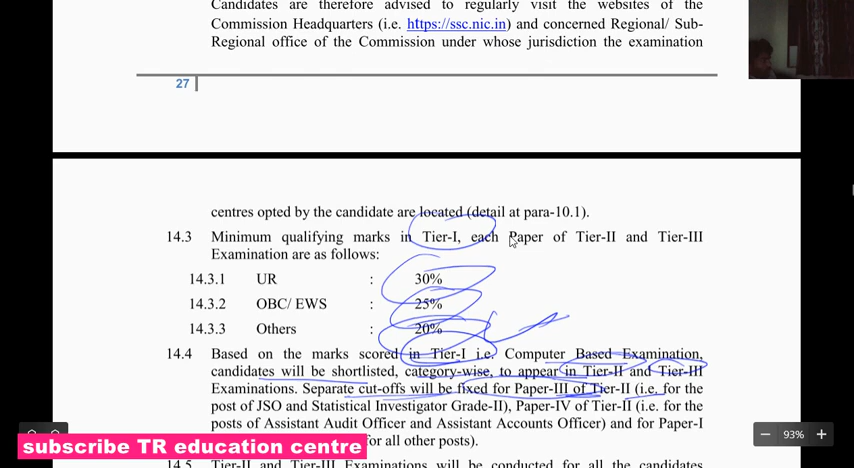 Candidates are therefore advised to regularly visit the websites of the
Commission Headquarters (i.e. https://ssc.nic.in) and concerned Regional/ Sub-
Regional office of the Commission under whose jurisdiction the examination
27
centres opted by the candidate are located (detail at para-10.1).
14.3 Minimum qualifying marks in Tier-I, each Paper of Tier-II and Tier-III
Examination are as follows:
14.3.1 UR : 30%
14.3.2 OBC/ EWS : 25%
14.3.3 Others : 20%
14.4 Based on the marks scored in Tier-I i.e. Computer Based Examination,
candidates will be shortlisted, category-wise, to appear in Tier-II and Tier-III
Examinations. Separate cut-offs will be fixed for Paper-III of Tier-II (i.e. for the
post of JSO and Statistical Investigator Grade-II), Paper-IV of Tier-II (i.e. for the
posts of Assistant Audit Officer and Assistant Accounts Officer) and for Paper-I
for all other posts).
14.5 Tier-II and Tier-III Examinations will be conducted for all the candidates
93%
subscribe TR education centre